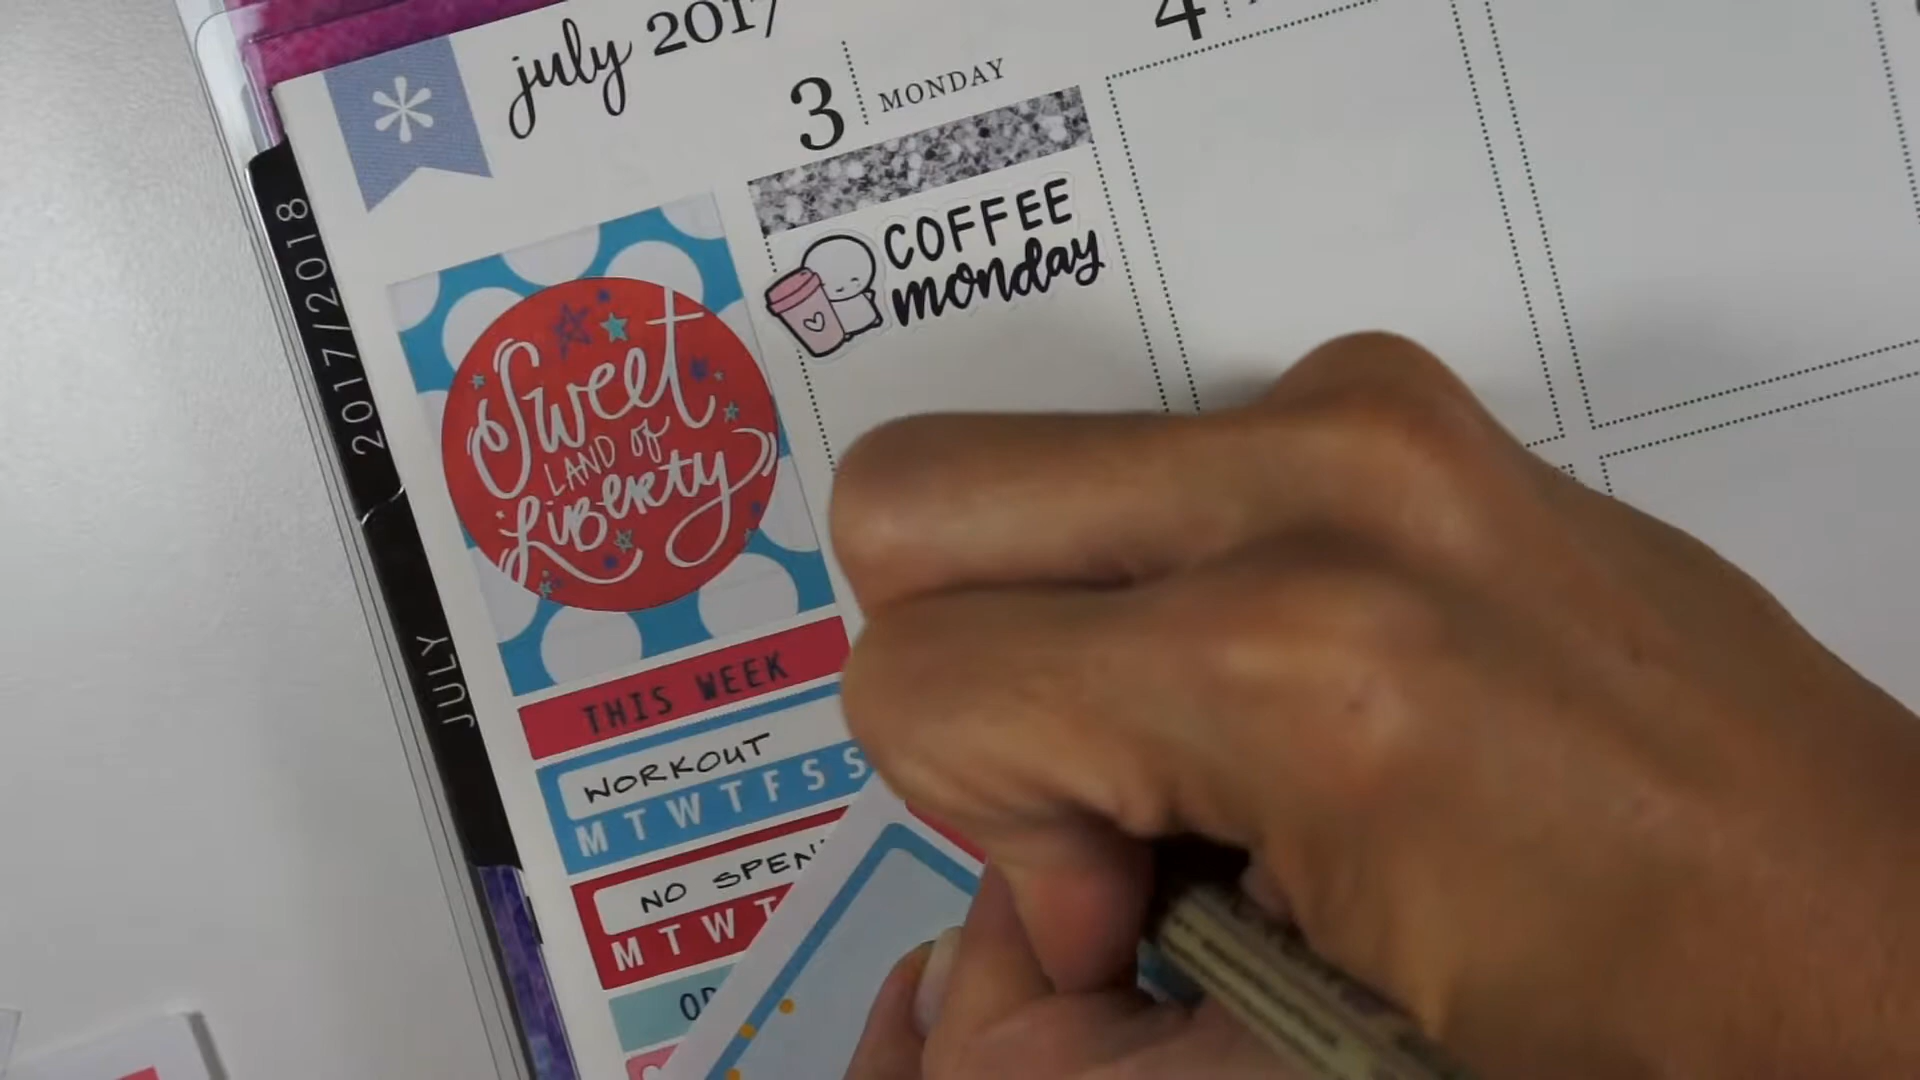 july 2017
3 MONDAY
4
COFFEE
monday
2017/2018
JULY
Sweet
LAND OF
LIBERTY
THIS WEEK
WORKOUT
M T W T F S S
NO SPEN
M T W T